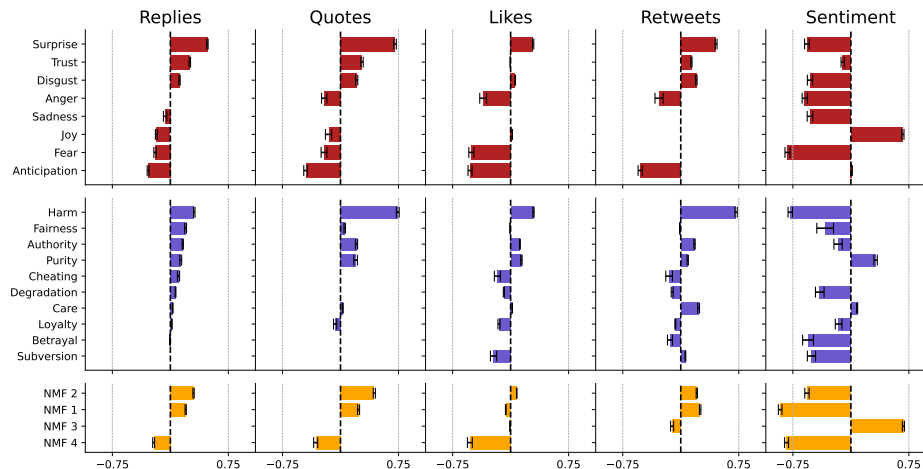 Replies Quotes Likes Retweets Sentiment
Surprise
Trust
Disgust
Anger
Sadness
Joy
Fear
Anticipation
Harm
Fairness
Authority
Purity
Cheating
Degradation
Care
Loyalty
Betrayal
Subversion
NMF 2
NMF 1
NMF 3
NMF 4
−0.75 0.75 −0.75 0.75 −0.75 0.75 −0.75 0.75 −0.75 0.75